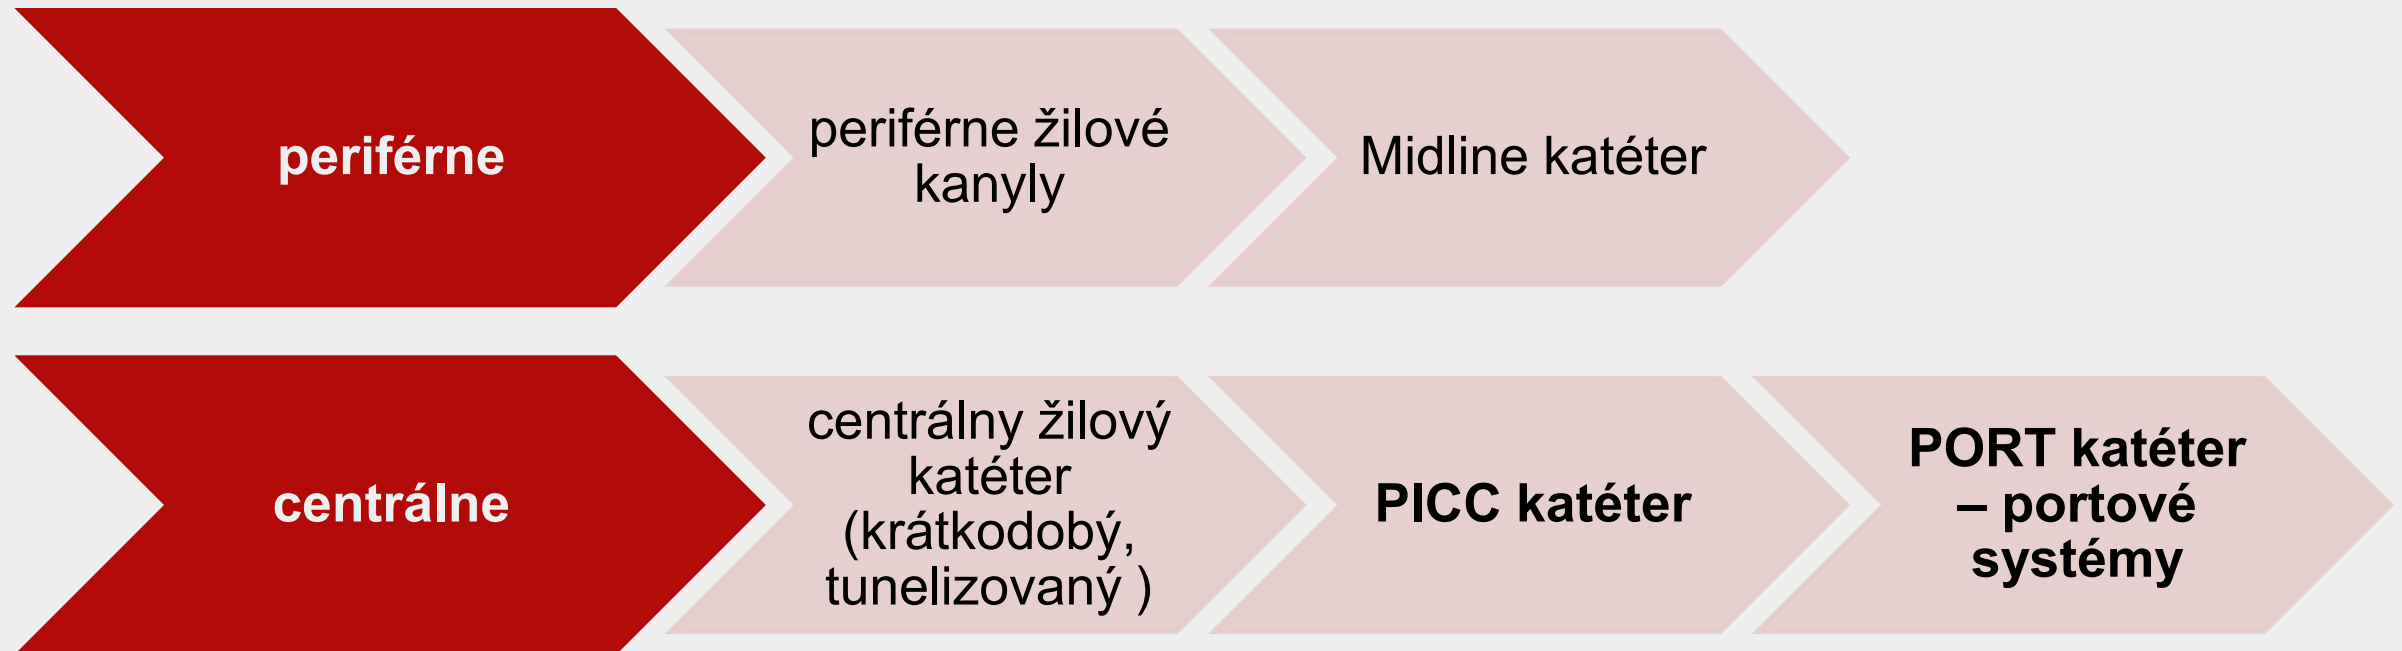 periférne
periférne žilové
kanyly
Midline katéter
centrálne
centrálny žilový
katéter
(krátkodobý,
tunelizovaný )
PICC katéter
PORT katéter
– portové
systémy